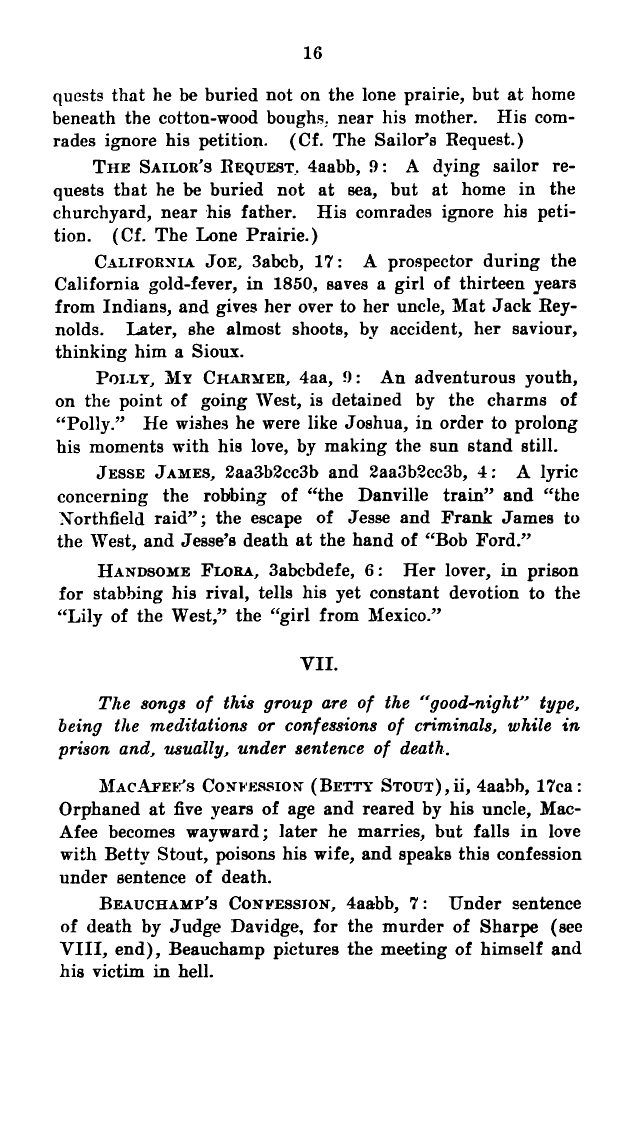 16
quests that he be buried not on the lone prairie, but at home
beneath the cotton-wood boughs, near his mother. His com-
rades ignore his petition. (Cf. The Sailor's Request.)
THE SAILOR'S REQUEST. 4aabb, 9: A dying sailor re-
quests that he be buried not at sea, but at home in the
churchyard, near his father. His comrades ignore his peti-
tion. (Cf. The Lone Prairie.)
CALIFORNIA JOE, 3abcb, 17: A prospector during the
California gold-fever, in 1850, saves a girl of thirteen years
from Indians, and gives her over to her uncle, Mat Jack Rey-
nolds. Later, she almost shoots, by accident, her saviour,
thinking him a Sioux.
POLLY, MY CHARMER, 4aa, 9: An adventurous youth,
on the point of going West, is detained by the charms of
“Polly.” He wishes he were like Joshua, in order to prolong
his moments with his love, by making the sun stand still.
JESSE JAMES, 2aa3b2cc3b and 2aa3b2cc3b, 4: A lyric
concerning the robbing of “the Danville train” and “the
Northfield raid”; the escape of Jesse and Frank James to
the West, and Jesse's death at the hand of “Bob Ford.”
HANDSOME FLORA, 3abcbdefe, 6: Her lover, in prison
for stabbing his rival, tells his yet constant devotion to the
“Lily of the West,” the “girl from Mexico.”
VII.
The songs of this group are of the “good-night” type,
being the meditations or confessions of criminals, while in
prison and, usually, under sentence of death.
MACAFEE'S CONFESSION (BETTY STOUT), ii, 4aabb, 17ca:
Orphaned at five years of age and reared by his uncle, Mac-
Afee becomes wayward; later he marries, but falls in love
with Betty Stout, poisons his wife, and speaks this confession
under sentence of death.
BEAUCHAMP'S CONFESSION, 4aabb, 7: Under sentence
of death by Judge Davidge, for the murder of Sharpe (see
VIII, end), Beauchamp pictures the meeting of himself and
his victim in hell.